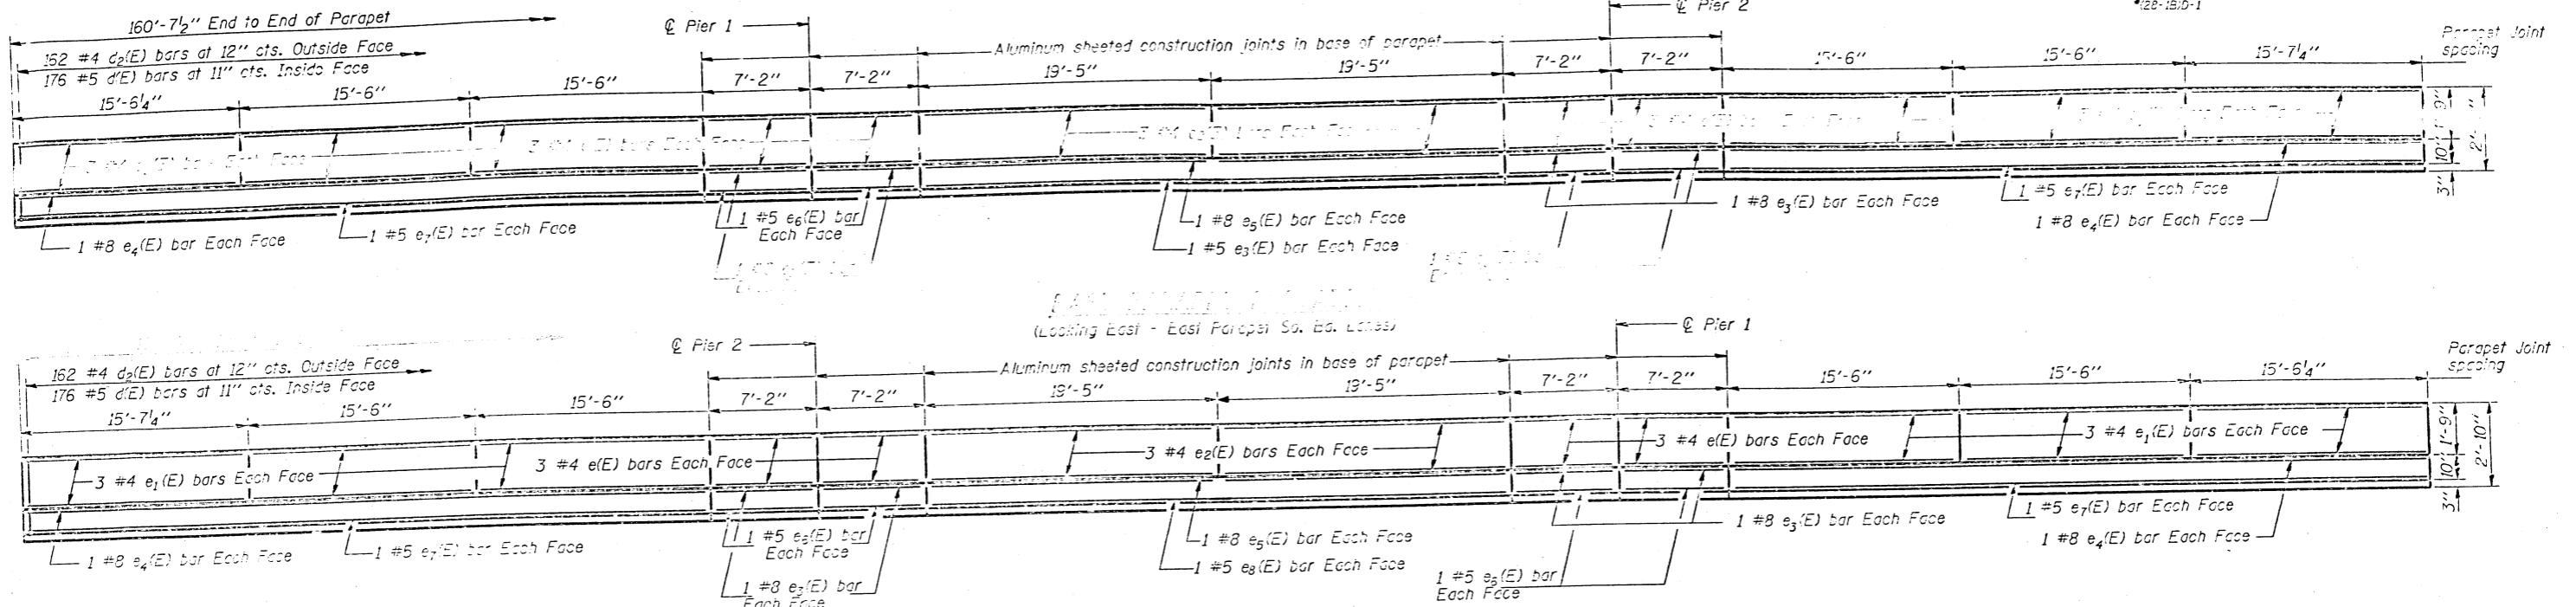 160'-7½" End to End of Parapet
℄ Pier 1
℄ Pier 2
162 #4 d₂(E) bars at 12" cts. Outside Face
176 #5 d(E) bars at 11" cts. Inside Face
Aluminum sheeted construction joints in base of parapet
Parapet Joint
spacing
15'-6¼"
15'-6"
15'-6"
7'-2"
7'-2"
19'-5"
19'-5"
7'-2"
7'-2"
15'-6"
15'-6"
15'-7¼"
10"
3"
1 #8 e₄(E) bar Each Face
1 #5 e₇(E) bar Each Face
1 #5 e₆(E) bar
Each Face
1 #8 e₅(E) bar Each Face
1 #5 e₃(E) bar Each Face
1 #8 e₃(E) bar Each Face
1 #5 e₇(E) bar Each Face
1 #8 e₄(E) bar Each Face
(Looking East - East Parapet So. Bd. Lanes)
℄ Pier 2
℄ Pier 1
162 #4 d₂(E) bars at 12" cts. Outside Face
176 #5 d(E) bars at 11" cts. Inside Face
Aluminum sheeted construction joints in base of parapet
Parapet Joint
spacing
15'-7¼"
15'-6"
15'-6"
7'-2"
7'-2"
19'-5"
19'-5"
7'-2"
7'-2"
15'-6"
15'-6"
15'-6¼"
3 #4 e₁(E) bars Each Face
3 #4 e(E) bars Each Face
3 #4 e₂(E) bars Each Face
3 #4 e(E) bars Each Face
3 #4 e₁(E) bars Each Face
1'-9"
10"
2'-10"
3"
1 #8 e₄(E) bar Each Face
1 #5 e₇(E) bar Each Face
1 #5 e₆(E) bar
Each Face
1 #8 e₃(E) bar
Each Face
1 #8 e₅(E) bar Each Face
1 #5 e₈(E) bar Each Face
1 #5 e₆(E) bar
Each Face
1 #8 e₃(E) bar Each Face
1 #5 e₇(E) bar Each Face
1 #8 e₄(E) bar Each Face